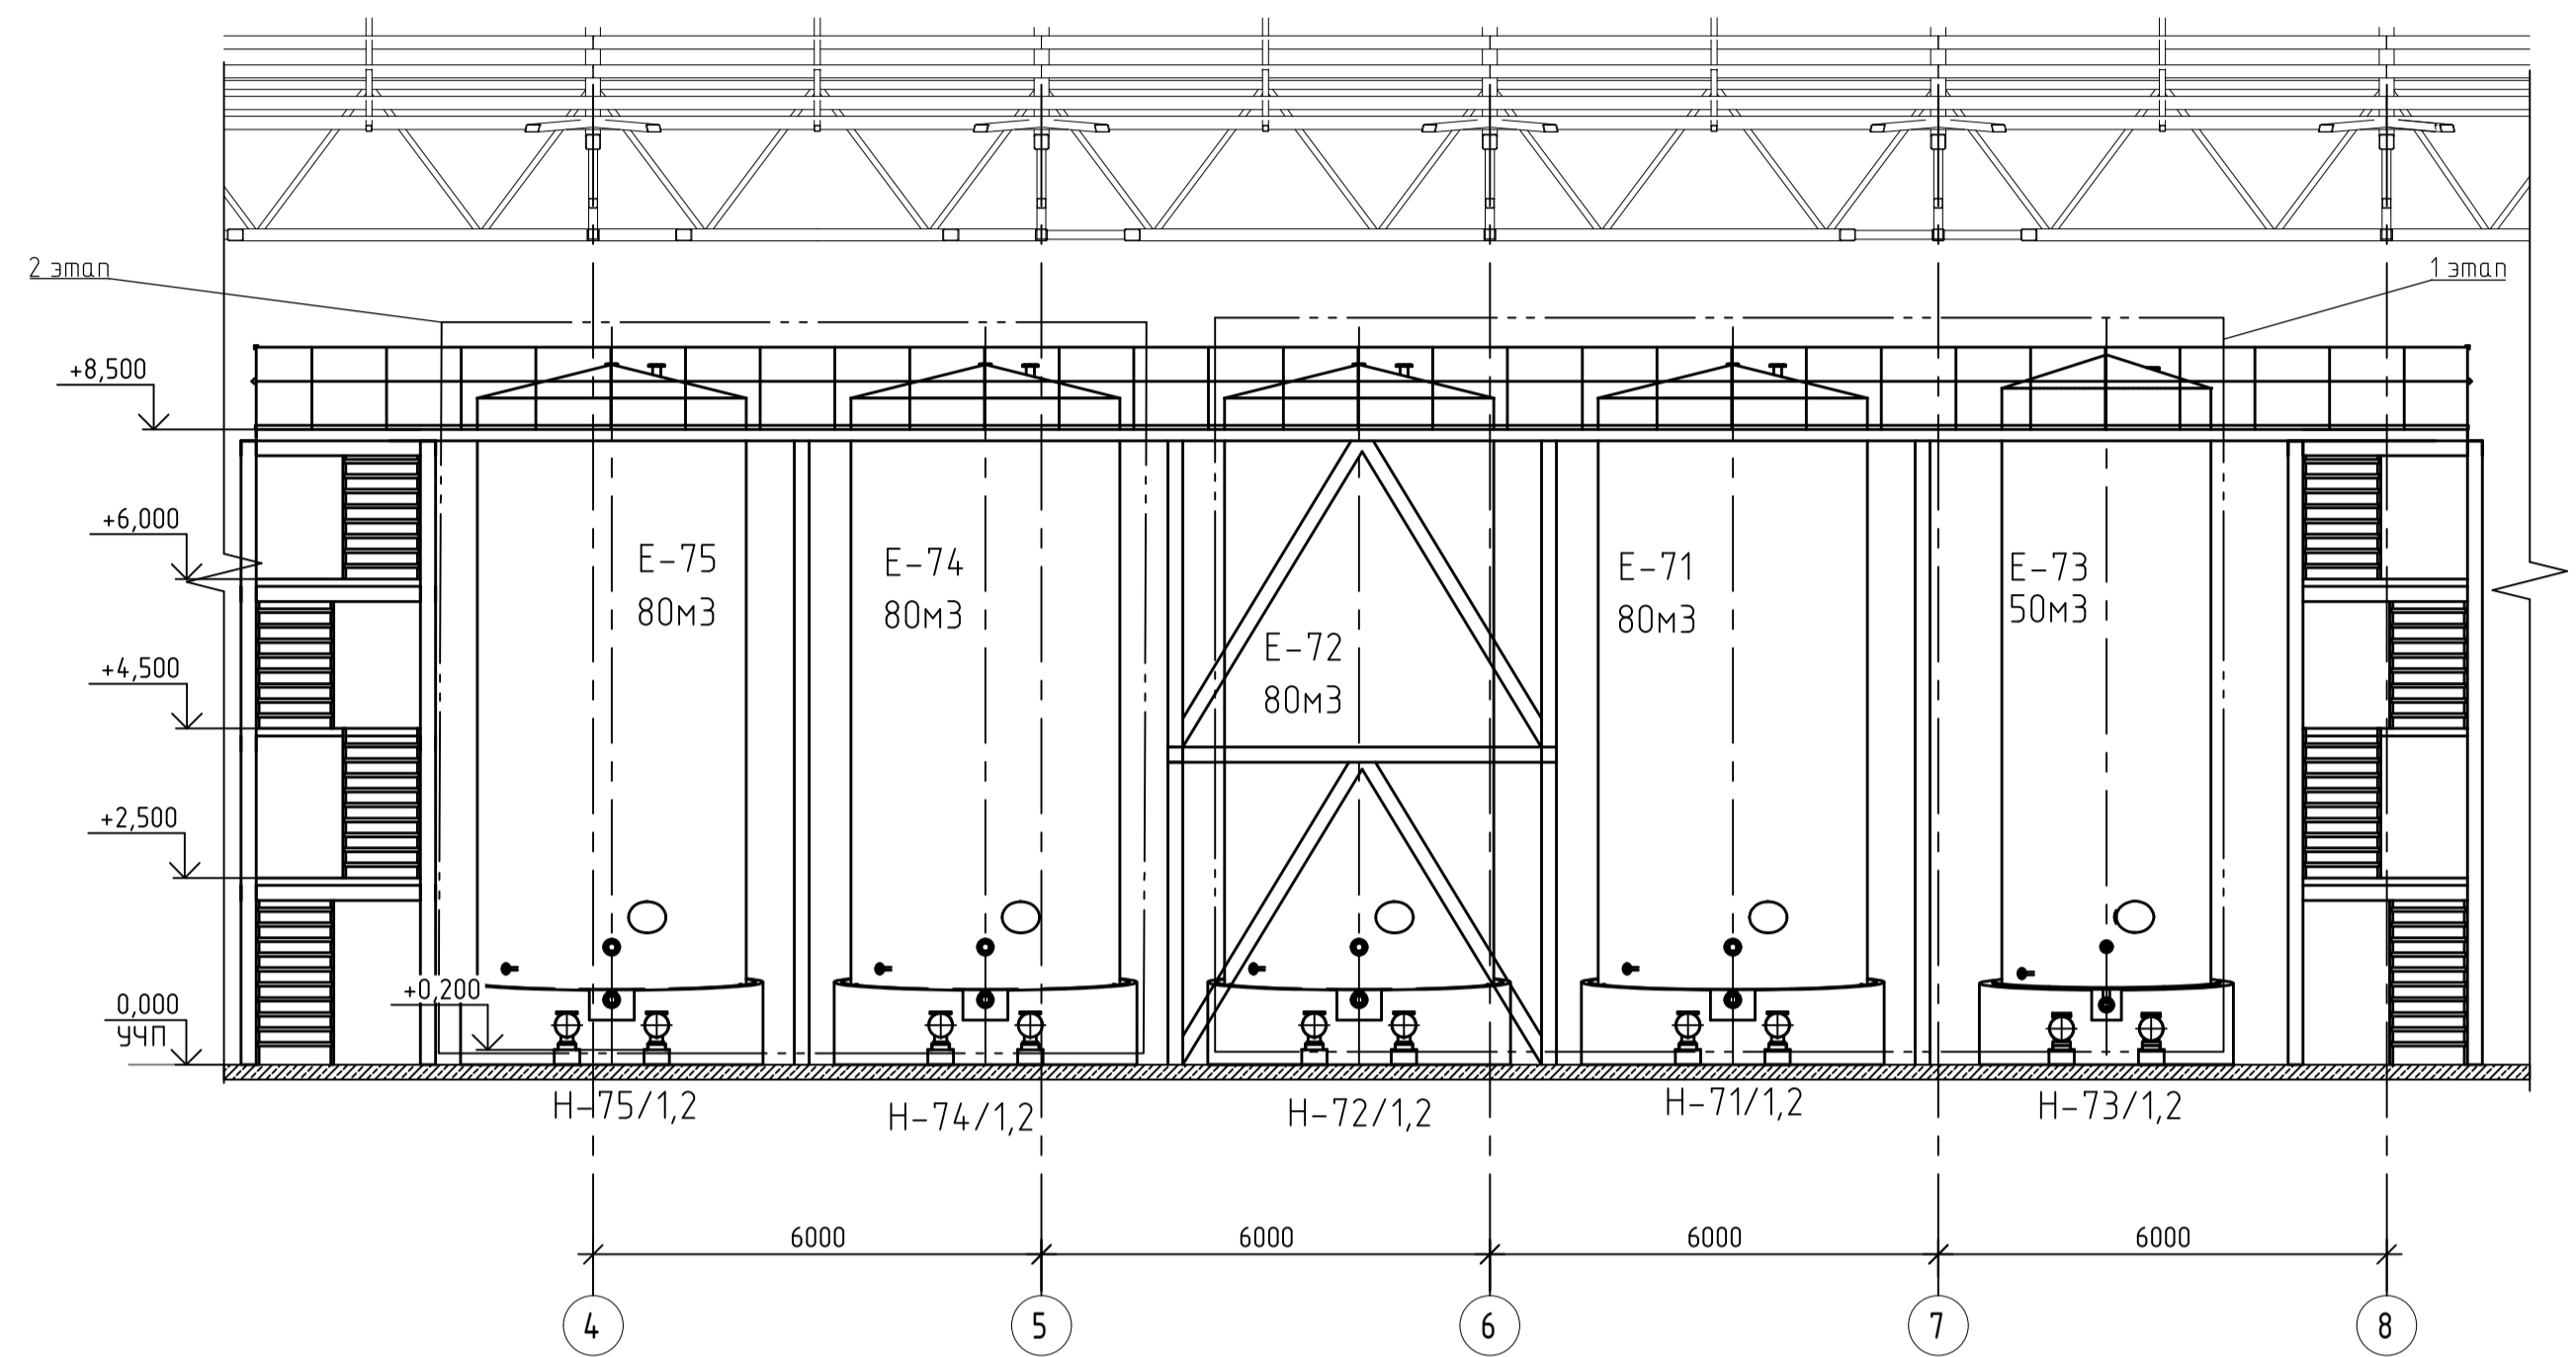 2 этап
1 этап
+8,500
+6,000
Е-75
80м3
Е-74
80м3
Е-72
80м3
Е-71
80м3
Е-73
50м3
+4,500
+2,500
+0,200
0,000
УЧП
Н-75/1,2
Н-74/1,2
Н-72/1,2
Н-71/1,2
Н-73/1,2
6000
6000
6000
6000
4
5
6
7
8